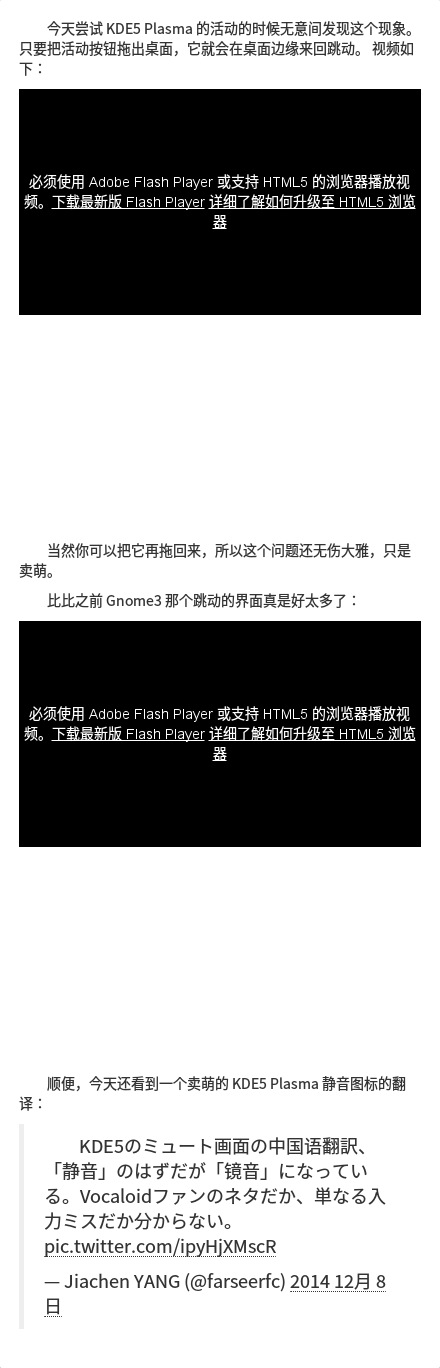 今天尝试 KDE5 Plasma 的活动的时候无意间发现这个现象。
只要把活动按钮拖出桌面，它就会在桌面边缘来回跳动。 视频如
下：
必须使用 Adobe Flash Player 或支持 HTML5 的浏览器播放视
频。下载最新版 Flash Player 详细了解如何升级至 HTML5 浏览
器
当然你可以把它再拖回来，所以这个问题还无伤大雅，只是
卖萌。
比比之前 Gnome3 那个跳动的界面真是好太多了：
必须使用 Adobe Flash Player 或支持 HTML5 的浏览器播放视
频。下载最新版 Flash Player 详细了解如何升级至 HTML5 浏览
器
顺便，今天还看到一个卖萌的 KDE5 Plasma 静音图标的翻
译：
KDE5のミュート画面の中国语翻訳、
「静音」のはずだが「镜音」になってい
る。Vocaloidファンのネタだか、単なる入
力ミスだか分からない。
pic.twitter.com/ipyHjXMscR
— Jiachen YANG (@farseerfc) 2014 12月 8
日